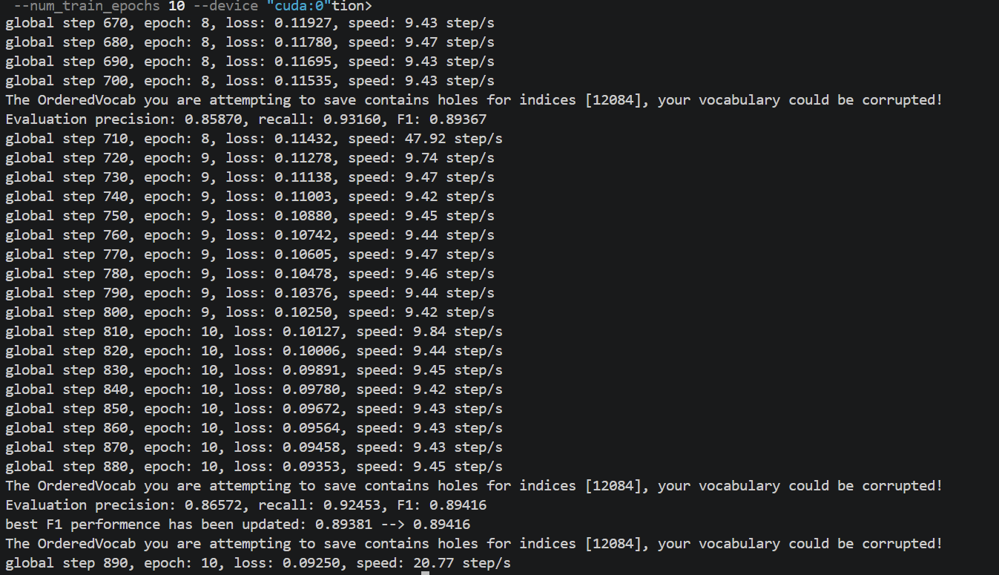 --num_train_epochs 10 --device "cuda:0"tion>
global step 670, epoch: 8, loss: 0.11927, speed: 9.43 step/s
global step 680, epoch: 8, loss: 0.11780, speed: 9.47 step/s
global step 690, epoch: 8, loss: 0.11695, speed: 9.43 step/s
global step 700, epoch: 8, loss: 0.11535, speed: 9.43 step/s
The OrderedVocab you are attempting to save contains holes for indices [12084], your vocabulary could be corrupted!
Evaluation precision: 0.85870, recall: 0.93160, F1: 0.89367
global step 710, epoch: 8, loss: 0.11432, speed: 47.92 step/s
global step 720, epoch: 9, loss: 0.11278, speed: 9.74 step/s
global step 730, epoch: 9, loss: 0.11138, speed: 9.47 step/s
global step 740, epoch: 9, loss: 0.11003, speed: 9.42 step/s
global step 750, epoch: 9, loss: 0.10880, speed: 9.45 step/s
global step 760, epoch: 9, loss: 0.10742, speed: 9.44 step/s
global step 770, epoch: 9, loss: 0.10605, speed: 9.47 step/s
global step 780, epoch: 9, loss: 0.10478, speed: 9.46 step/s
global step 790, epoch: 9, loss: 0.10376, speed: 9.44 step/s
global step 800, epoch: 9, loss: 0.10250, speed: 9.42 step/s
global step 810, epoch: 10, loss: 0.10127, speed: 9.84 step/s
global step 820, epoch: 10, loss: 0.10006, speed: 9.44 step/s
global step 830, epoch: 10, loss: 0.09891, speed: 9.45 step/s
global step 840, epoch: 10, loss: 0.09780, speed: 9.42 step/s
global step 850, epoch: 10, loss: 0.09672, speed: 9.43 step/s
global step 860, epoch: 10, loss: 0.09564, speed: 9.43 step/s
global step 870, epoch: 10, loss: 0.09458, speed: 9.43 step/s
global step 880, epoch: 10, loss: 0.09353, speed: 9.45 step/s
The OrderedVocab you are attempting to save contains holes for indices [12084], your vocabulary could be corrupted!
Evaluation precision: 0.86572, recall: 0.92453, F1: 0.89416
best F1 performence has been updated: 0.89381 --> 0.89416
The OrderedVocab you are attempting to save contains holes for indices [12084], your vocabulary could be corrupted!
global step 890, epoch: 10, loss: 0.09250, speed: 20.77 step/s